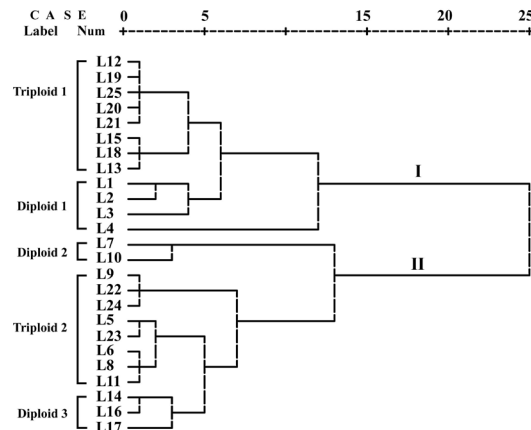 C A S E 0 5 10 15 20 25
Label Num
L12
L19
Triploid 1 L25
L20
L21
L15
L18
L13
L1
I
Diploid 1 L2
L3
L4
L7
Diploid 2 L10
II
L9
L22
L24
Triploid 2 L5
L23
L6
L8
L11
L14
Diploid 3 L16
L17